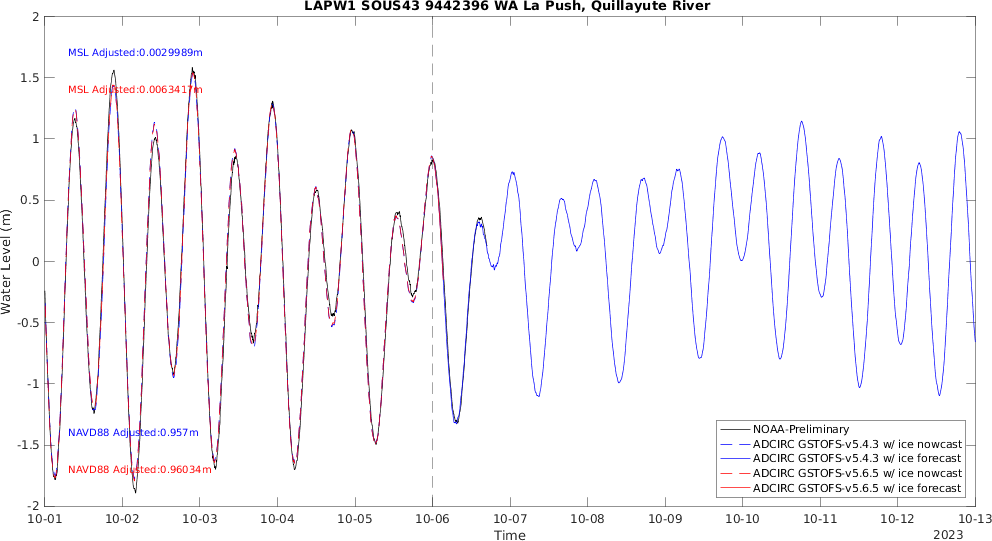 LAPW1 SOUS43 9442396 WA La Push, Quillayute River
2
1.5
1
0.5
0
-0.5
-1
-1.5
-2
Water Level (m)
MSL Adjusted:0.0029989m
MSL Adjusted:0.0063417m
NAVD88 Adjusted:0.957m
NAVD88 Adjusted:0.96034m
NOAA-Preliminary
ADCIRC GSTOFS-v5.4.3 w/ ice nowcast
ADCIRC GSTOFS-v5.4.3 w/ ice forecast
ADCIRC GSTOFS-v5.6.5 w/ ice nowcast
ADCIRC GSTOFS-v5.6.5 w/ ice forecast
10-01 10-02 10-03 10-04 10-05 10-06 10-07 10-08 10-09 10-10 10-11 10-12 10-13
Time
2023